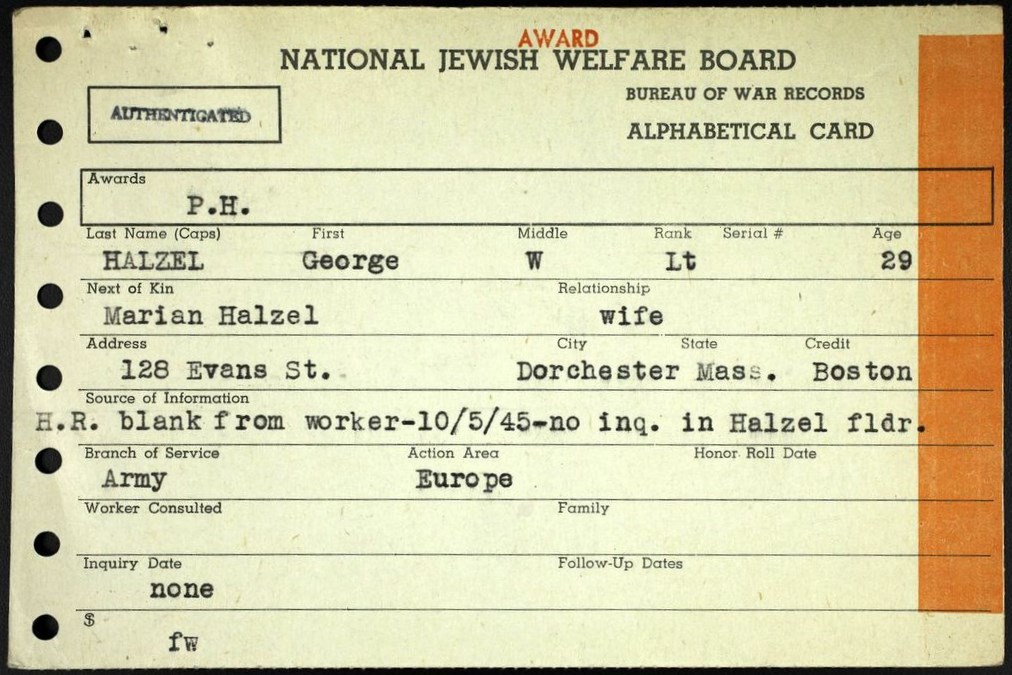 AWARD
NATIONAL JEWISH WELFARE BOARD
BUREAU OF WAR RECORDS
AUTHENTICATED
ALPHABETICAL CARD
Awards
P.H.
Last Name (Caps) First Middle Rank Serial # Age
HALZEL George W Lt 29
Next of Kin Relationship
Marian Halzel wife
Address City State Credit
128 Evans St. Dorchester Mass. Boston
Source of Information
H.R. blank from worker-10/5/45-no inq. in Halzel fldr.
Branch of Service Action Area Honor Roll Date
Army Europe
Worker Consulted Family
Inquiry Date Follow-Up Dates
none
$
fw